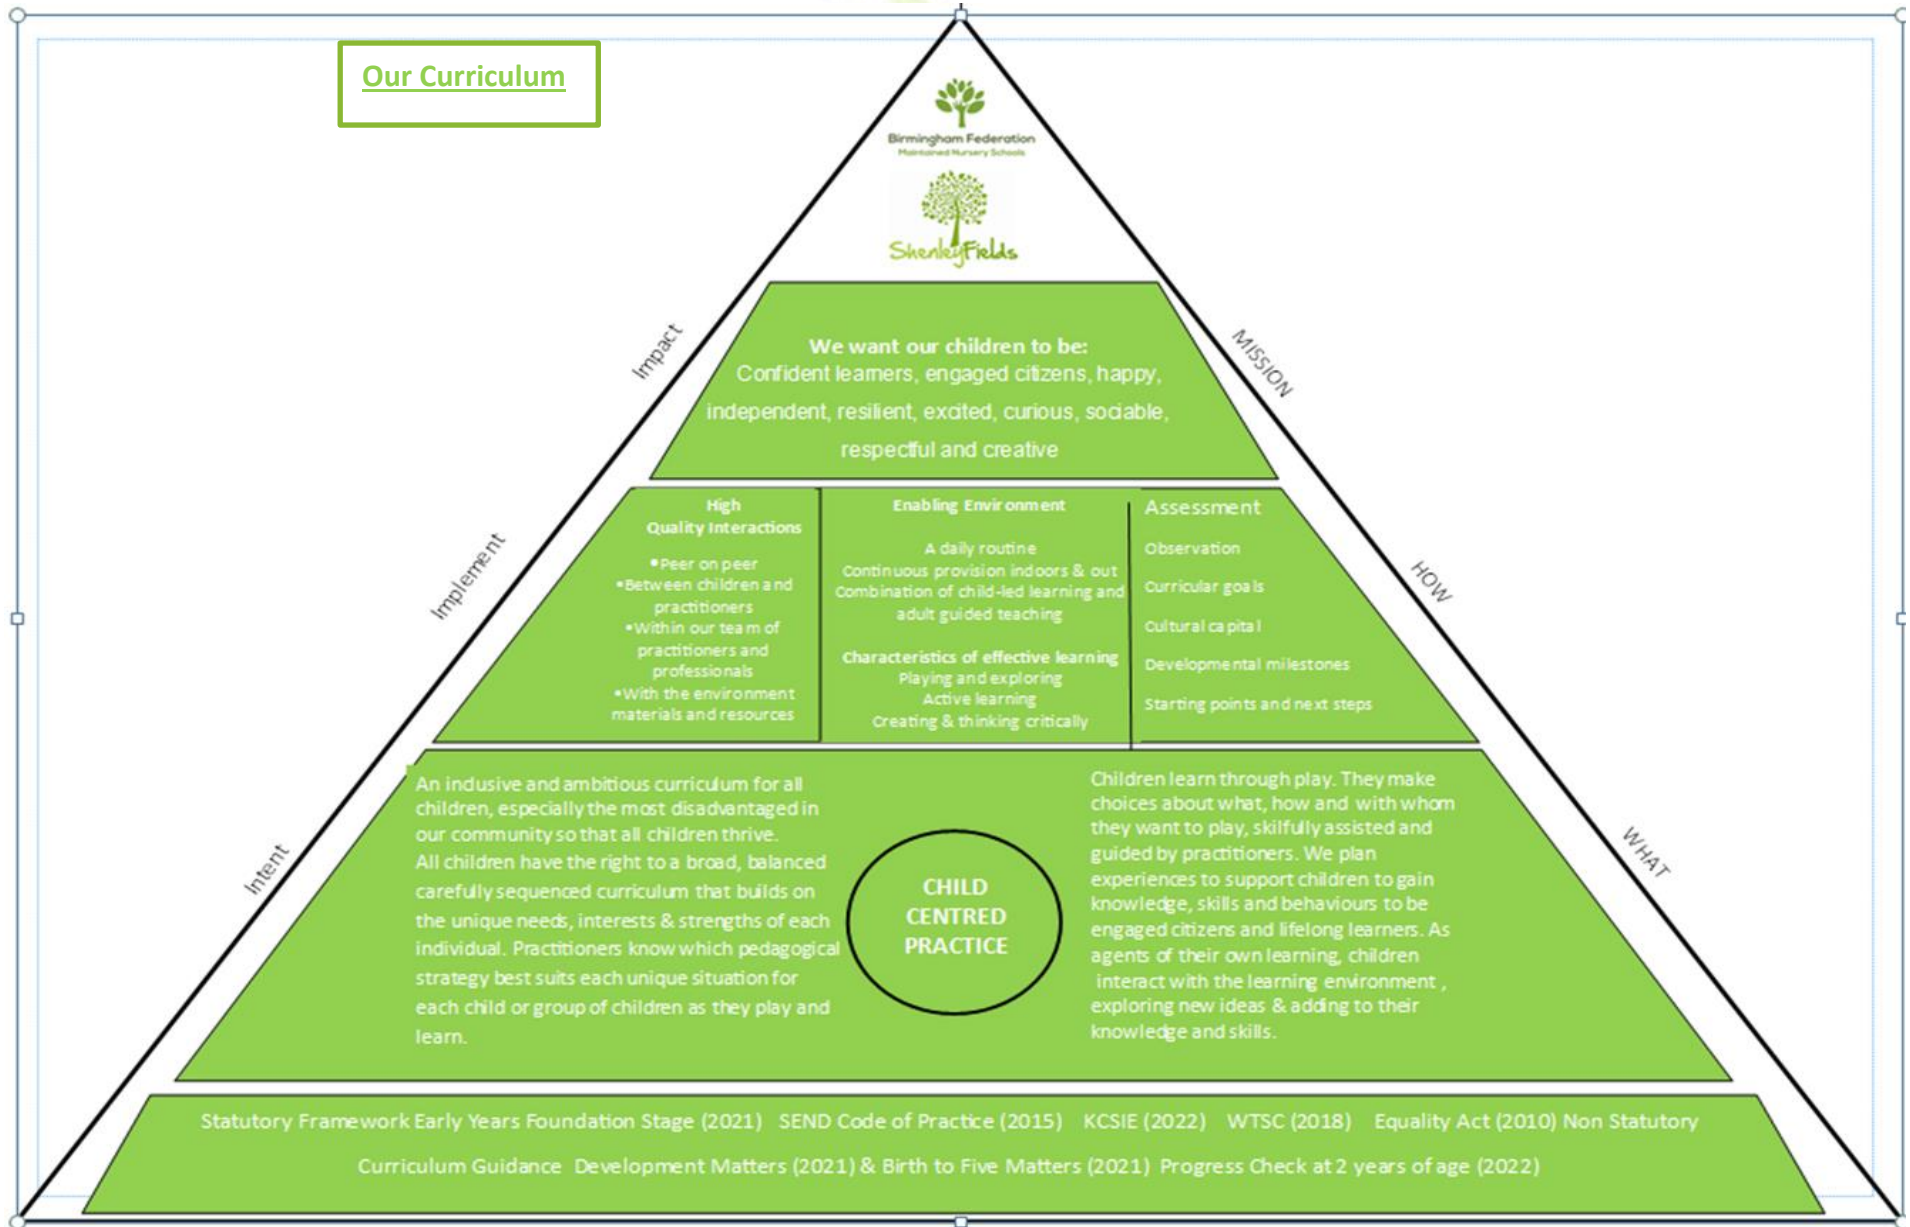 Our Curriculum
Birmingham Federation
Maintained Nursery Schools
ShenleyFields
Impact
MISSION
We want our children to be:
Confident learners, engaged citizens, happy,
independent, resilient, excited, curious, sociable,
respectful and creative
Implement
HOW
High
Quality Interactions
•Peer on peer
•Between children and
practitioners
•Within our team of
practitioners and
professionals
•With the environment
materials and resources
Enabling Environment
A daily routine
Continuous provision indoors & out
Combination of child-led learning and
adult guided teaching
Characteristics of effective learning
Playing and exploring
Active learning
Creating & thinking critically
Assessment
Observation
Curricular goals
Cultural capital
Developmental milestones
Starting points and next steps
Intent
WHAT
An inclusive and ambitious curriculum for all
children, especially the most disadvantaged in
our community so that all children thrive.
All children have the right to a broad, balanced
carefully sequenced curriculum that builds on
the unique needs, interests & strengths of each
individual. Practitioners know which pedagogical
strategy best suits each unique situation for
each child or group of children as they play and
learn.
CHILD
CENTRED
PRACTICE
Children learn through play. They make
choices about what, how and with whom
they want to play, skilfully assisted and
guided by practitioners. We plan
experiences to support children to gain
knowledge, skills and behaviours to be
engaged citizens and lifelong learners. As
agents of their own learning, children
interact with the learning environment ,
exploring new ideas & adding to their
knowledge and skills.
Statutory Framework Early Years Foundation Stage (2021) SEND Code of Practice (2015) KCSIE (2022) WTSC (2018) Equality Act (2010) Non Statutory
Curriculum Guidance Development Matters (2021) & Birth to Five Matters (2021) Progress Check at 2 years of age (2022)